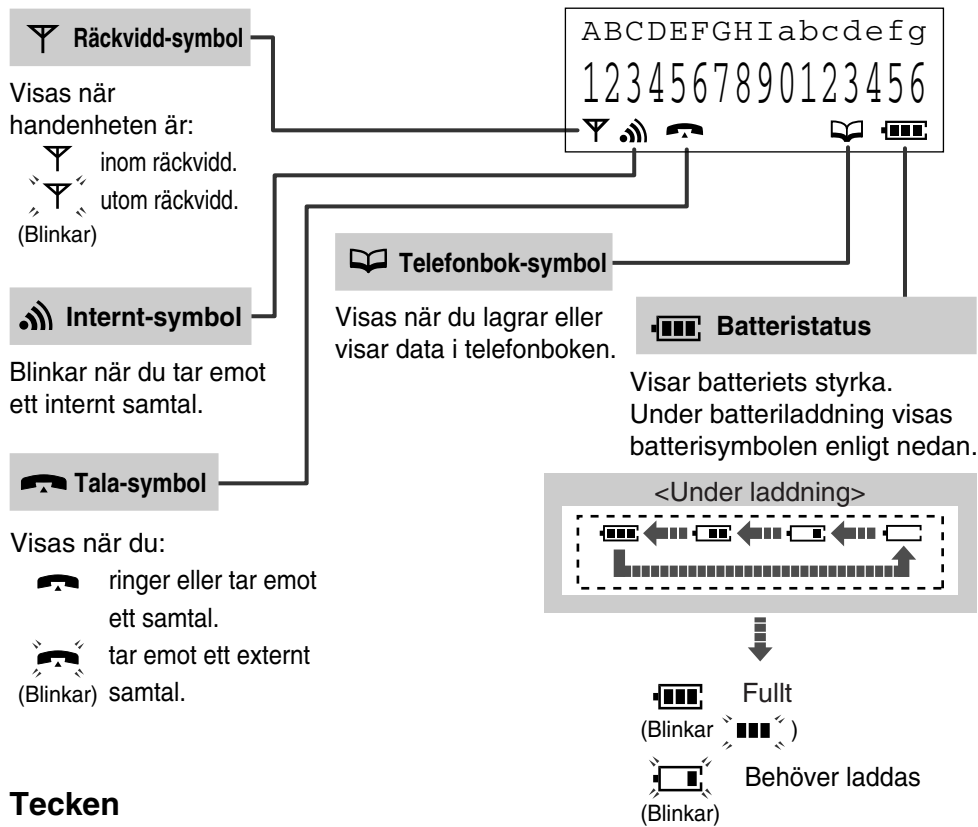 ABCDEFGHIabcdefg
1234567890123456
Räckvidd-symbol
Visas när
handenheten är:
inom räckvidd.
utom räckvidd.
(Blinkar)
Internt-symbol
Blinkar när du tar emot
ett internt samtal.
Tala-symbol
Visas när du:
ringer eller tar emot
ett samtal.
tar emot ett externt
(Blinkar) samtal.
Telefonbok-symbol
Visas när du lagrar eller
visar data i telefonboken.
Batteristatus
Visar batteriets styrka.
Under batteriladdning visas
batterisymbolen enligt nedan.
<Under laddning>
Fullt
(Blinkar )
Behöver laddas
(Blinkar)
Tecken